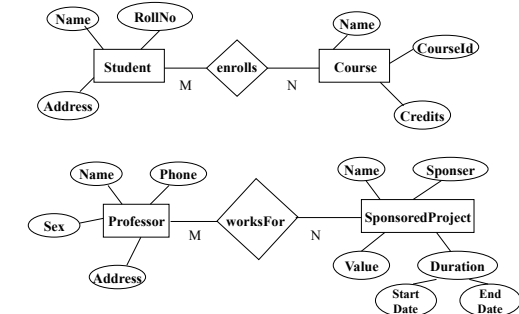 Name
RollNo
Name
CourseId
Student
enrolls
Course
M
N
Address
Credits
Name
Phone
Name
Sponser
Sex
Professor
worksFor
SponsoredProject
M
N
Address
Value
Duration
Start
Date
End
Date